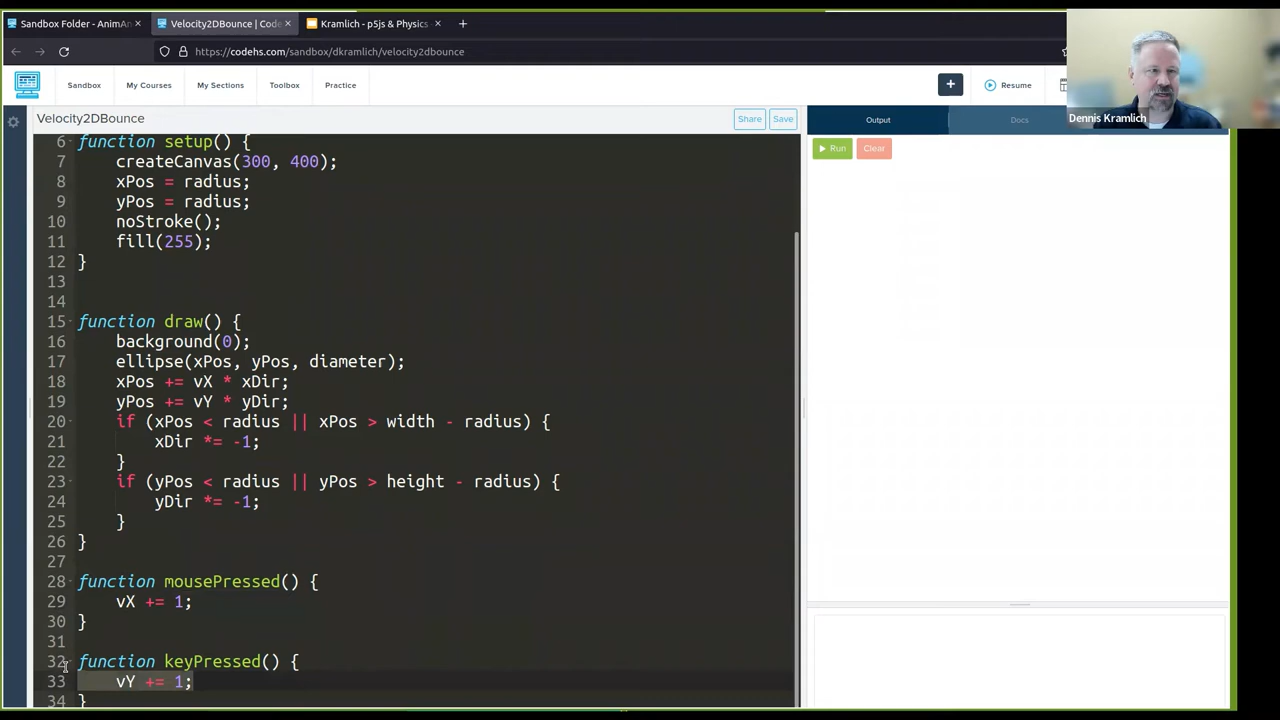 Sandbox Folder - AnimAn
Velocity2DBounce | Code
Kramlich - p5js & Physics
https://codehs.com/sandbox/dkramlich/velocity2dbounce
Sandbox
My Courses
My Sections
Toolbox
Practice
+
Resume
Dennis Kramlich
Velocity2DBounce
Share
Save
Output
Docs
Run
Clear
6 function setup() {
7 createCanvas(300, 400);
8 xPos = radius;
9 yPos = radius;
10 noStroke();
11 fill(255);
12 }
13
14
15 function draw() {
16 background(0);
17 ellipse(xPos, yPos, diameter);
18 xPos += vX * xDir;
19 yPos += vY * yDir;
20 if (xPos < radius || xPos > width - radius) {
21 xDir *= -1;
22 }
23 if (yPos < radius || yPos > height - radius) {
24 yDir *= -1;
25 }
26 }
27
28 function mousePressed() {
29 vX += 1;
30 }
31
32 function keyPressed() {
33 vY += 1;
34 }